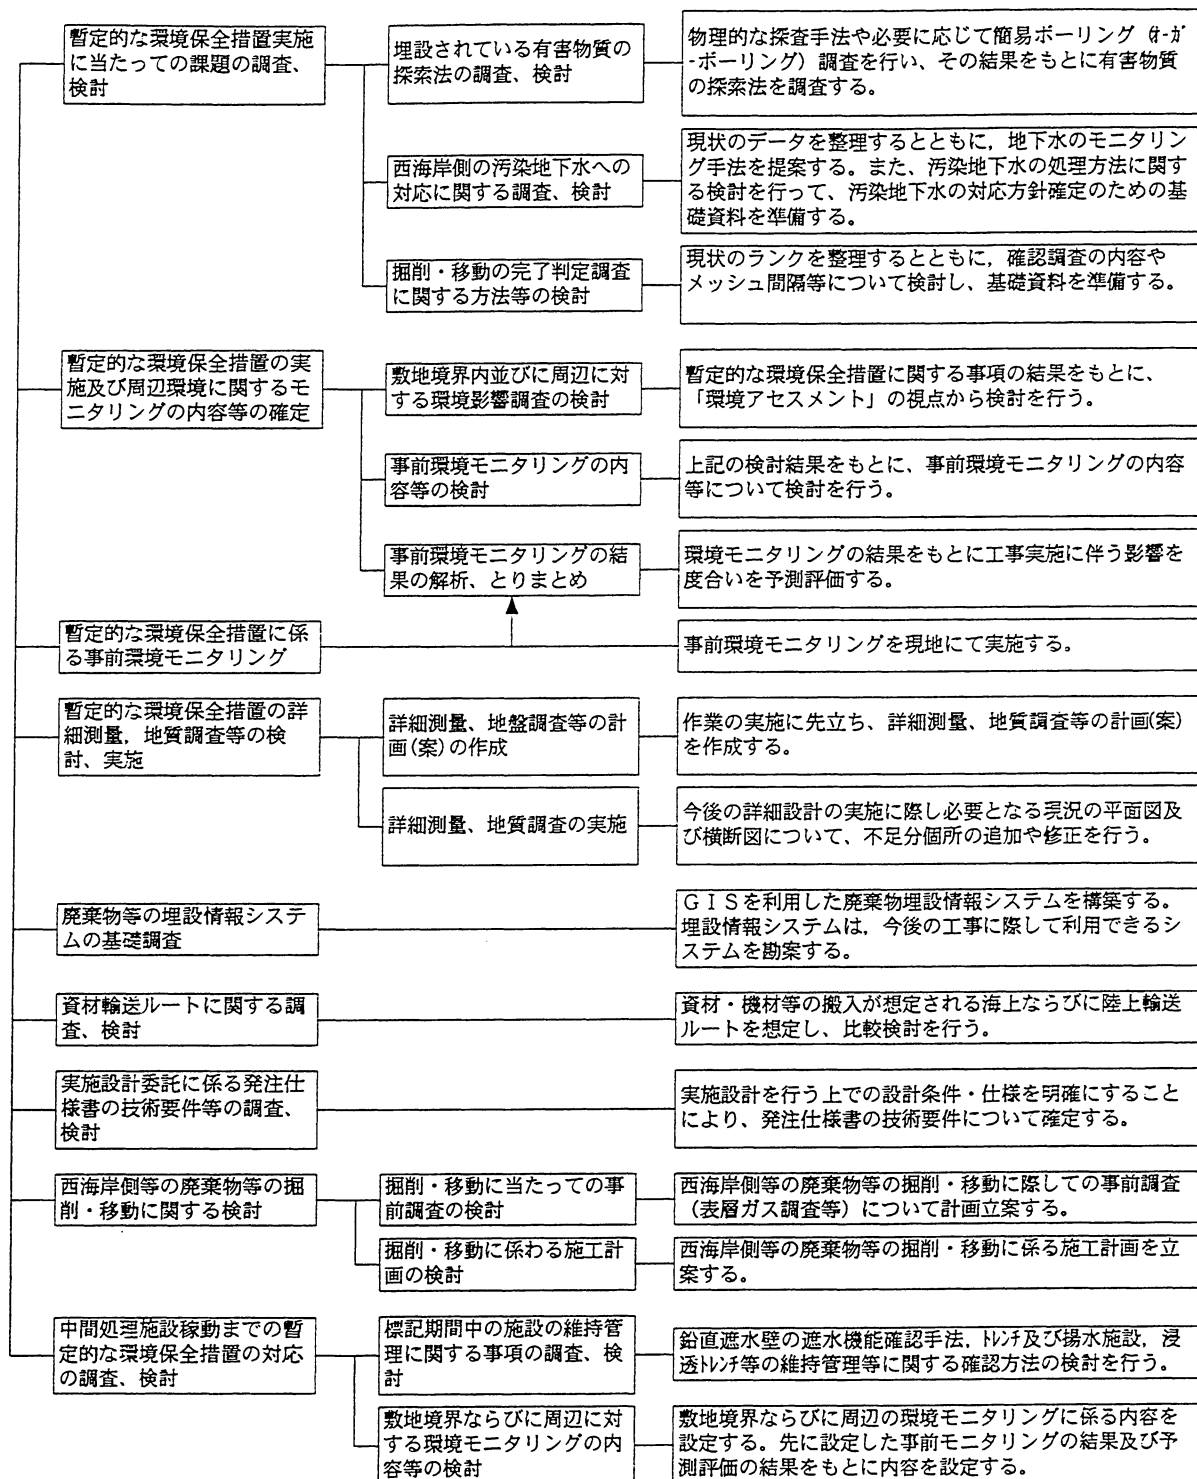 暫定的な環境保全措置実施
に当たっての課題の調査、
検討
埋設されている有害物質の
探索法の調査、検討
物理的な探査手法や必要に応じて簡易ボーリング（ｵｰｶﾞ
-ボーリング）調査を行い、その結果をもとに有害物質
の探索法を調査する。
西海岸側の汚染地下水への
対応に関する調査、検討
現状のデータを整理するとともに，地下水のモニタリン
グ手法を提案する。また、汚染地下水の処理方法に関す
る検討を行って、汚染地下水の対応方針確定のための基
礎資料を準備する。
掘削・移動の完了判定調査
に関する方法等の検討
現状のランクを整理するとともに，確認調査の内容や
メッシュ間隔等について検討し、基礎資料を準備する。
暫定的な環境保全措置の実
施及び周辺環境に関するモ
ニタリングの内容等の確定
敷地境界内並びに周辺に対
する環境影響調査の検討
暫定的な環境保全措置に関する事項の結果をもとに、
「環境アセスメント」の視点から検討を行う。
事前環境モニタリングの内
容等の検討
上記の検討結果をもとに、事前環境モニタリングの内容
等について検討を行う。
事前環境モニタリングの結
果の解析、とりまとめ
環境モニタリングの結果をもとに工事実施に伴う影響を
度合いを予測評価する。
暫定的な環境保全措置に係
る事前環境モニタリング
事前環境モニタリングを現地にて実施する。
暫定的な環境保全措置の詳
細測量，地質調査等の検
討、実施
詳細測量、地盤調査等の計
画(案)の作成
作業の実施に先立ち、詳細測量、地質調査等の計画(案)
を作成する。
詳細測量、地質調査の実施
今後の詳細設計の実施に際し必要となる現況の平面図及
び横断図について、不足分個所の追加や修正を行う。
廃棄物等の埋設情報システ
ムの基礎調査
ＧＩＳを利用した廃棄物埋設情報システムを構築する。
埋設情報システムは，今後の工事に際して利用できるシ
ステムを勘案する。
資材輸送ルートに関する調
査、検討
資材・機材等の搬入が想定される海上ならびに陸上輸送
ルートを想定し、比較検討を行う。
実施設計委託に係る発注仕
様書の技術要件等の調査、
検討
実施設計を行う上での設計条件・仕様を明確にすること
により、発注仕様書の技術要件について確定する。
西海岸側等の廃棄物等の掘
削・移動に関する検討
掘削・移動に当たっての事
前調査の検討
西海岸側等の廃棄物等の掘削・移動に際しての事前調査
（表層ガス調査等）について計画立案する。
掘削・移動に係わる施工計
画の検討
西海岸側等の廃棄物等の掘削・移動に係る施工計画を立
案する。
中間処理施設稼動までの暫
定的な環境保全措置の対応
の調査、検討
標記期間中の施設の維持管
理に関する事項の調査、検
討
鉛直遮水壁の遮水機能確認手法，ﾄﾚﾝﾁ及び揚水施設，浸
透ﾄﾚﾝﾁ等の維持管理等に関する確認方法の検討を行う。
敷地境界ならびに周辺に対
する環境モニタリングの内
容等の検討
敷地境界ならびに周辺の環境モニタリングに係る内容を
設定する。先に設定した事前モニタリングの結果及び予
測評価の結果をもとに内容を設定する。